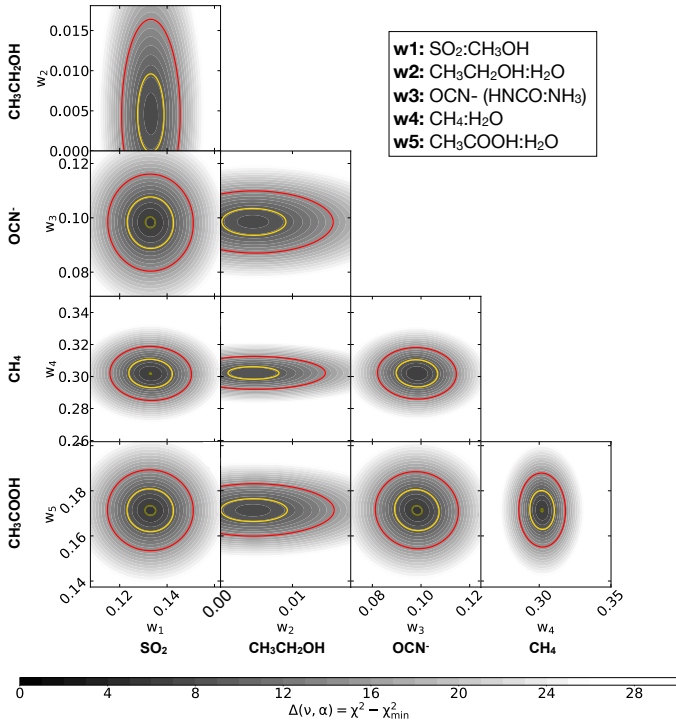 w1: SO₂:CH₃OH
w2: CH₃CH₂OH:H₂O
w3: OCN- (HNCO:NH₃)
w4: CH₄:H₂O
w5: CH₃COOH:H₂O
CH₃CH₂OH
w₂
0.015
0.010
0.005
0.000
OCN⁻
w₃
0.12
0.10
0.08
CH₄
w₄
0.34
0.32
0.30
0.28
0.26
CH₃COOH
w₅
0.18
0.16
0.14
0.12 0.14
w₁
SO₂
0.00 0.01
w₂
CH₃CH₂OH
0.08 0.10 0.12
w₃
OCN⁻
0.30 0.35
w₄
CH₄
0 4 8 12 16 20 24 28
Δ(ν, α) = χ² − χ²min